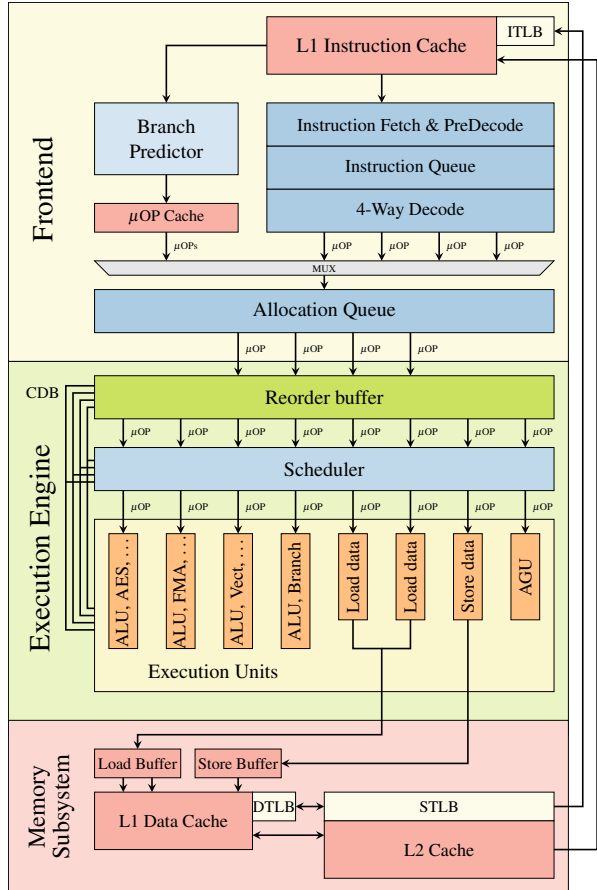 L1 Instruction Cache
ITLB
Frontend
Branch
Predictor
Instruction Fetch & PreDecode
Instruction Queue
4-Way Decode
μOP Cache
μOPs
μOP
μOP
μOP
μOP
MUX
Allocation Queue
μOP
μOP
μOP
μOP
Execution Engine
CDB
Reorder buffer
μOP
μOP
μOP
μOP
μOP
μOP
μOP
μOP
Scheduler
μOP
μOP
μOP
μOP
μOP
μOP
μOP
μOP
ALU, AES, …
ALU, FMA, …
ALU, Vect, …
ALU, Branch
Load data
Load data
Store data
AGU
Execution Units
Memory
Subsystem
Load Buffer
Store Buffer
L1 Data Cache
DTLB
STLB
L2 Cache